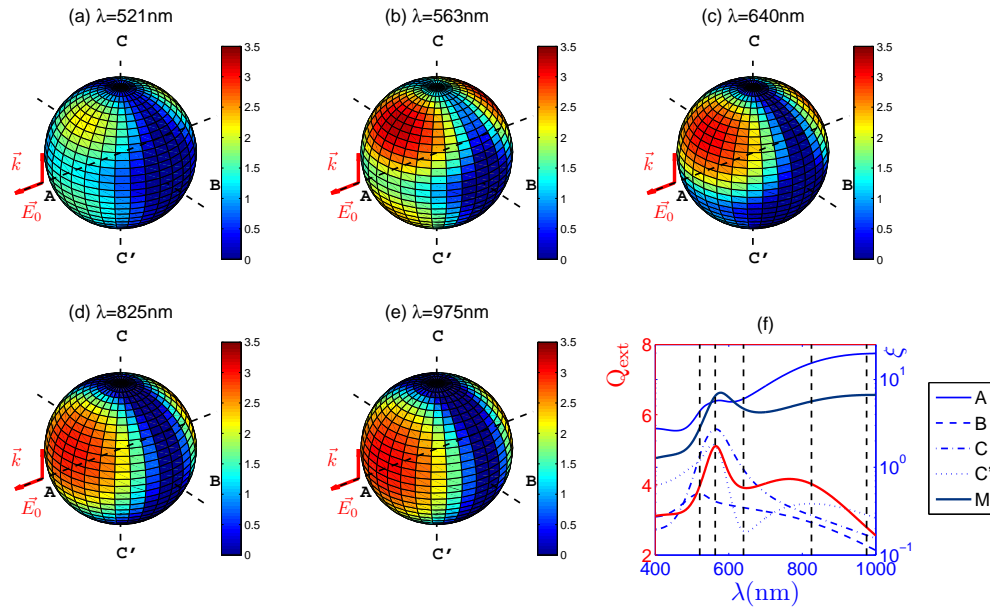 (a) λ=521nm
(b) λ=563nm
(c) λ=640nm
C
C
C
3.5
3
2.5
2
1.5
1
0.5
0
3.5
3
2.5
2
1.5
1
0.5
0
3.5
3
2.5
2
1.5
1
0.5
0
k⃗
E⃗₀
A
B
C'
k⃗
E⃗₀
A
B
C'
k⃗
E⃗₀
A
B
C'
(d) λ=825nm
(e) λ=975nm
(f)
C
C
3.5
3
2.5
2
1.5
1
0.5
0
3.5
3
2.5
2
1.5
1
0.5
0
k⃗
E⃗₀
A
B
C'
k⃗
E⃗₀
A
B
C'
Q_ext
8
6
4
2
ξ
10¹
10⁰
10⁻¹
400
600
800
1000
λ(nm)
A
B
C
C'
M